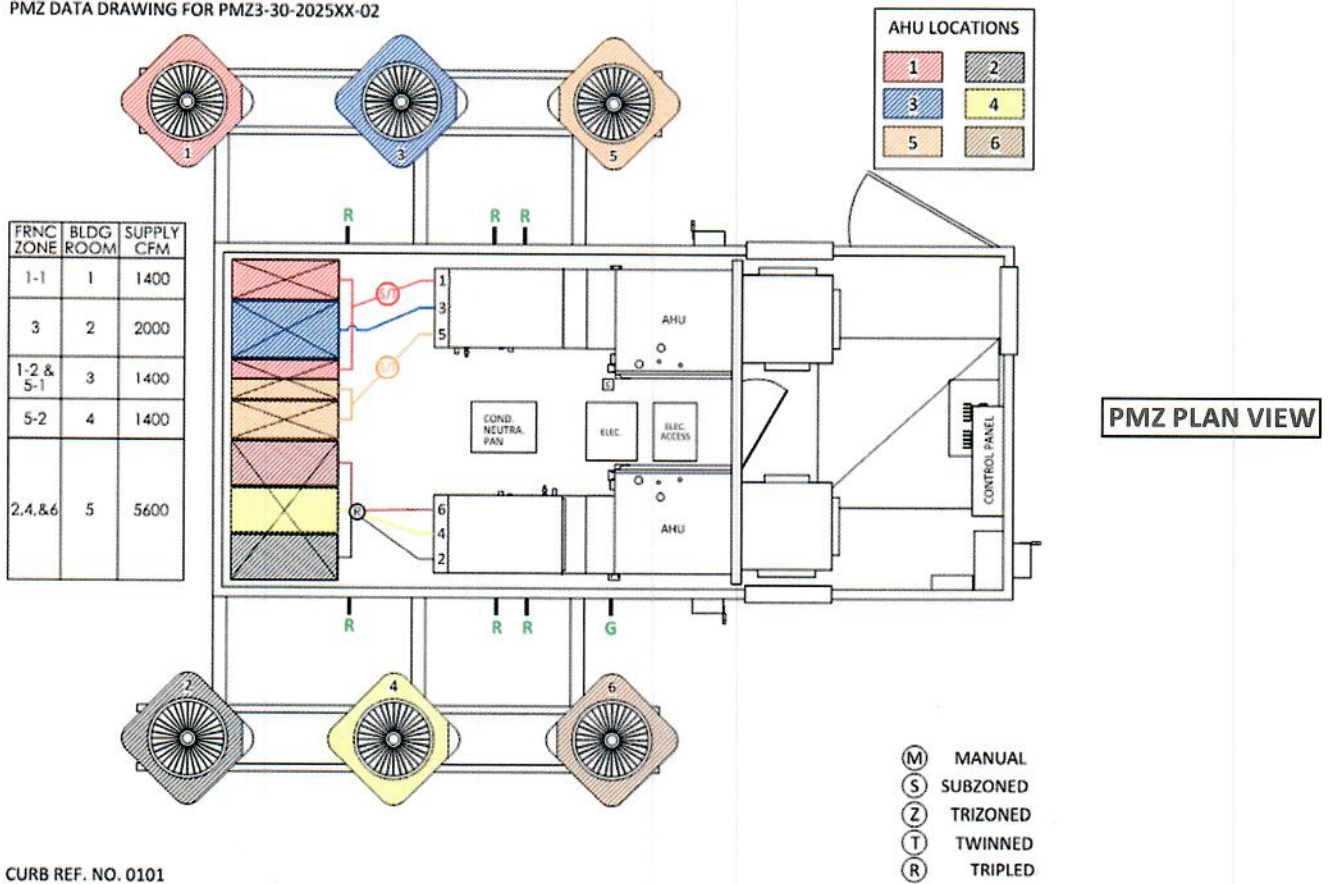 PMZ DATA DRAWING FOR PMZ3-30-2025XX-02
AHU LOCATIONS
1 2
3 4
5 6
1 3 5
R R R
FRNC ZONE BLDG ROOM SUPPLY CFM
1-1 1 1400
3 2 2000
1-2 & 5-1 3 1400
5-2 4 1400
2,4,&6 5 5600
S/T
S/T
R
1
3
5
AHU
C
COND. NEUTRA. PAN
ELEC.
ELEC. ACCESS
CONTROL PANEL
6
4
2
AHU
PMZ PLAN VIEW
R R R G
2 4 6
M MANUAL
S SUBZONED
Z TRIZONED
T TWINNED
R TRIPLED
CURB REF. NO. 0101